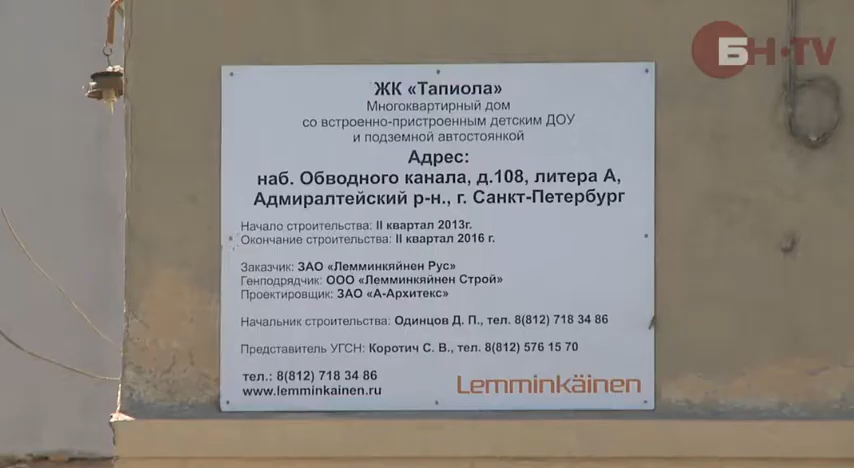 БН·TV
ЖК «Тапиола»
Многоквартирный дом
со встроенно-пристроенным детским ДОУ
и подземной автостоянкой
Адрес:
наб. Обводного канала, д.108, литера А,
Адмиралтейский р-н., г. Санкт-Петербург
Начало строительства: II квартал 2013г.
Окончание строительства: II квартал 2016 г.
Заказчик: ЗАО «Лемминкяйнен Рус»
Генподрядчик: ООО «Лемминкяйнен Строй»
Проектировщик: ЗАО «А-Архитекс»
Начальник строительства: Одинцов Д. П., тел. 8(812) 718 34 86
Представитель УГСН: Коротич С. В., тел. 8(812) 576 15 70
тел.: 8(812) 718 34 86
www.lemminkainen.ru
Lemminkäinen